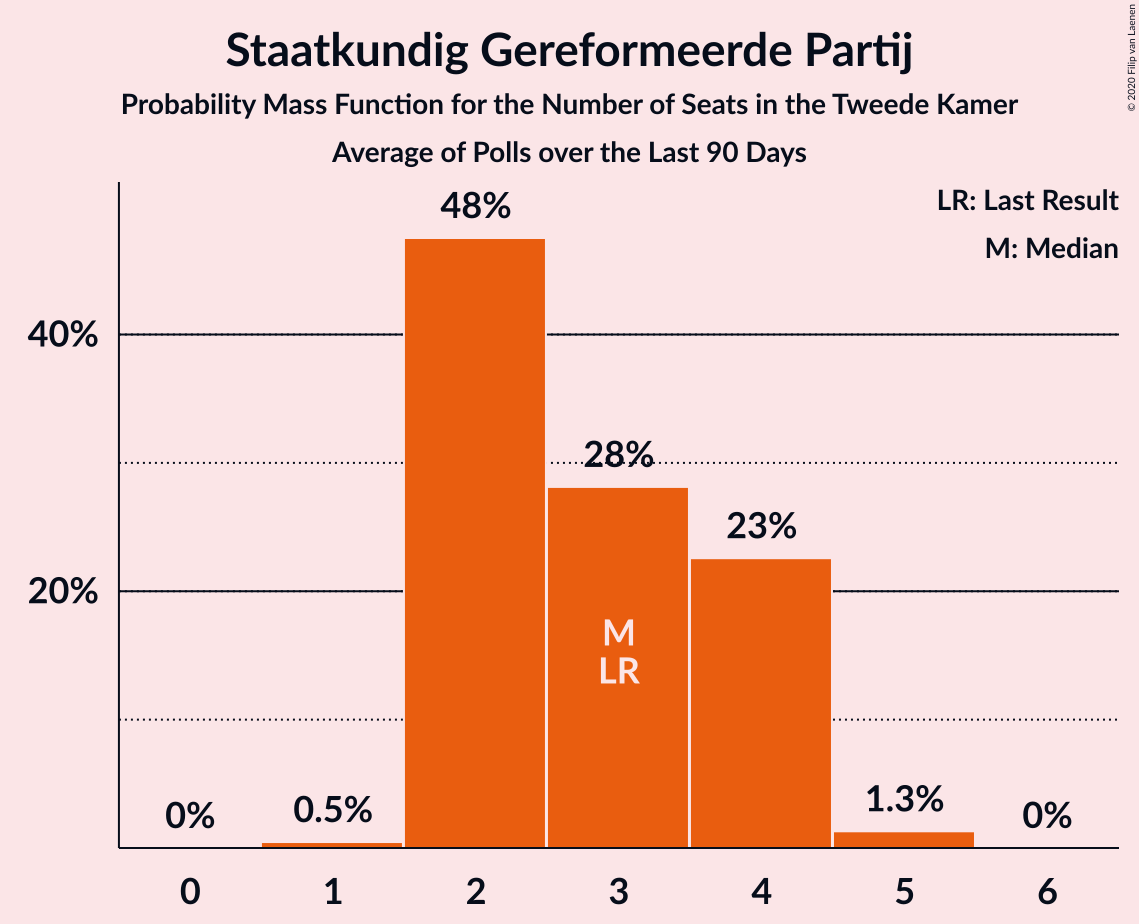 Staatkundig Gereformeerde Partij
Probability Mass Function for the Number of Seats in the Tweede Kamer
Average of Polls over the Last 90 Days
© 2020 Filip van Laenen
LR: Last Result
M: Median
48%
40%
28%
23%
20%
M
LR
0%
0.5%
1.3%
0%
0 1 2 3 4 5 6